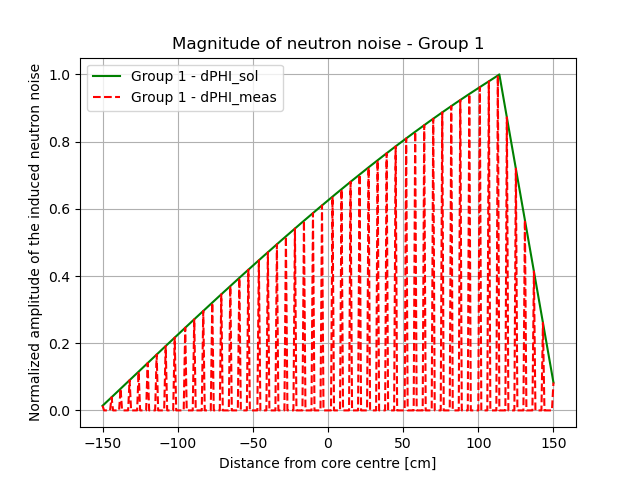 Magnitude of neutron noise - Group 1
Group 1 - dPHI_sol
Group 1 - dPHI_meas
Normalized amplitude of the induced neutron noise
1.0
0.8
0.6
0.4
0.2
0.0
−150 −100 −50 0 50 100 150
Distance from core centre [cm]